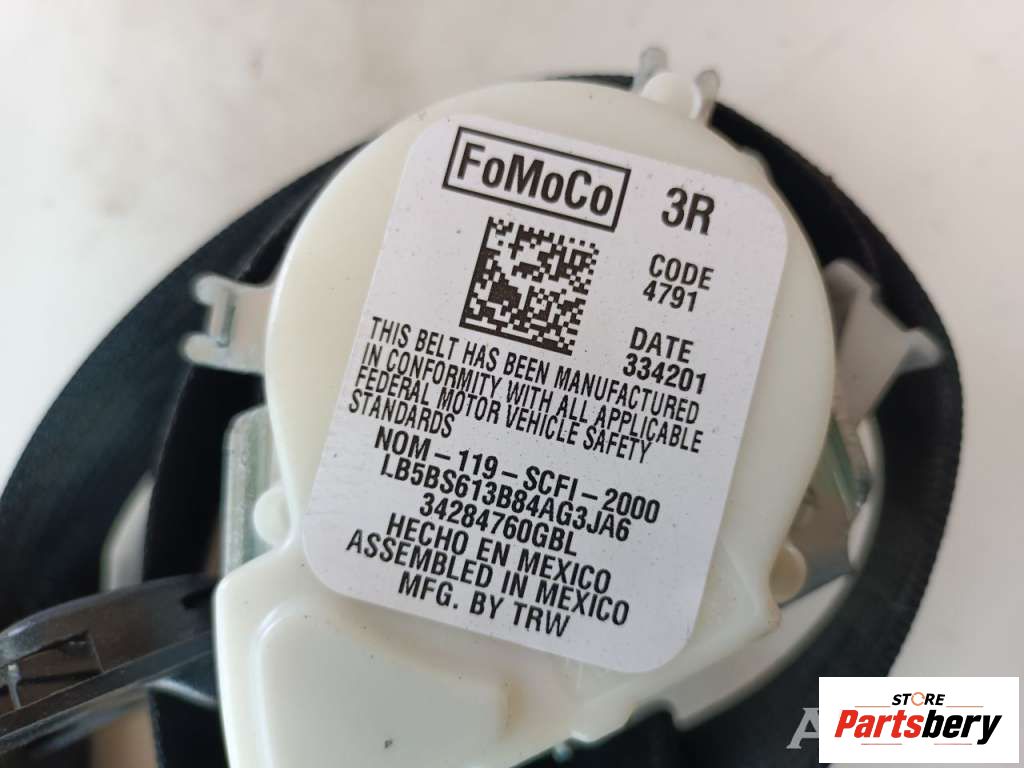 FoMoCo
3R
CODE
4791
DATE
334201
THIS BELT HAS BEEN MANUFACTURED
IN CONFORMITY WITH ALL APPLICABLE
FEDERAL MOTOR VEHICLE SAFETY
STANDARDS
NOM-119-SCFI-2000
LB5BS613B84AG3JA6
34284760GBL
HECHO EN MEXICO
ASSEMBLED IN MEXICO
MFG. BY TRW
STORE
Partsbery